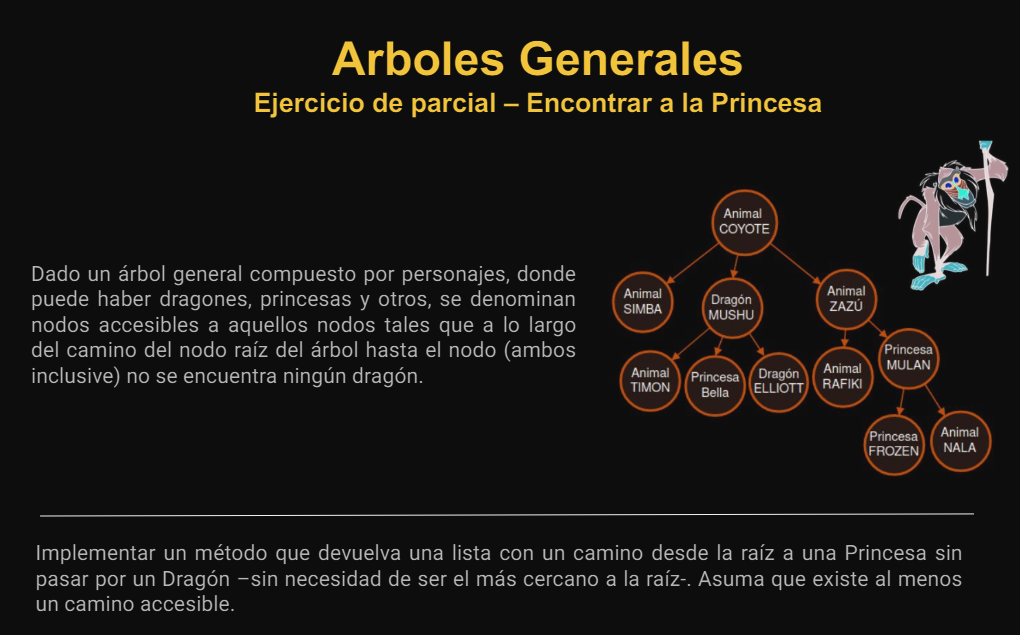 Arboles Generales
Ejercicio de parcial – Encontrar a la Princesa
Dado un árbol general compuesto por personajes, donde
puede haber dragones, princesas y otros, se denominan
nodos accesibles a aquellos nodos tales que a lo largo
del camino del nodo raíz del árbol hasta el nodo (ambos
inclusive) no se encuentra ningún dragón.
Animal
COYOTE
Animal
SIMBA
Dragón
MUSHU
Animal
ZAZÚ
Animal
TIMON
Princesa
Bella
Dragón
ELLIOTT
Animal
RAFIKI
Princesa
MULAN
Princesa
FROZEN
Animal
NALA
Implementar un método que devuelva una lista con un camino desde la raíz a una Princesa sin
pasar por un Dragón –sin necesidad de ser el más cercano a la raíz-. Asuma que existe al menos
un camino accesible.